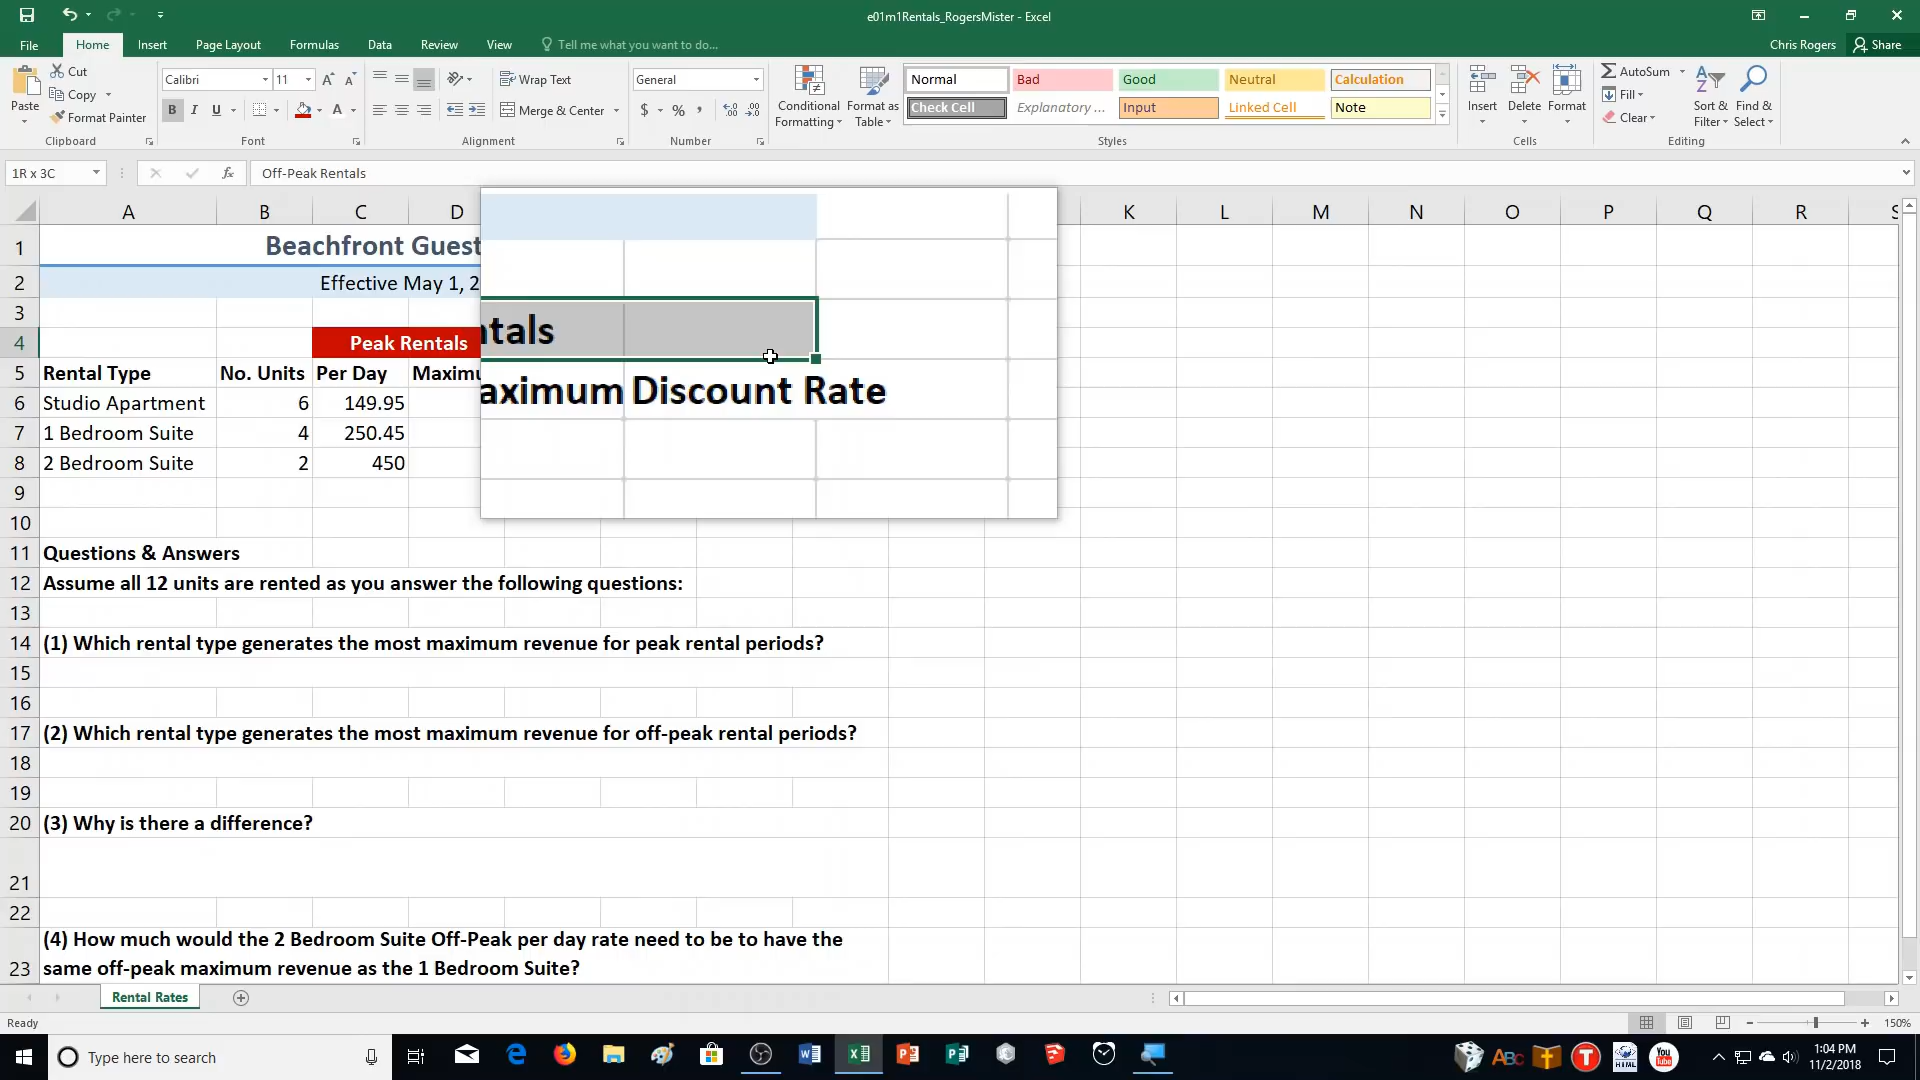 e01m1Rentals_RogersMister - Excel
File Home Insert Page Layout Formulas Data Review View Tell me what you want to do... Chris Rogers Share
Paste Cut
Copy
Format Painter
Clipboard
Calibri 11 A A
B I U A
Font
Wrap Text
Merge & Center
Alignment
General
$ % ,
Number
Conditional Formatting
Format as Table
Normal Bad Good Neutral Calculation
Check Cell Explanatory ... Input Linked Cell Note
Styles
Insert Delete Format
Cells
AutoSum
Fill
Clear
Sort & Filter
Find & Select
Editing
1R x 3C fx Off-Peak Rentals
A B C D K L M N O P Q R S
1 Beachfront Guest
2 Effective May 1, 2
3
4 Peak Rentals
5 Rental Type No. Units Per Day Maximu
6 Studio Apartment 6 149.95
7 1 Bedroom Suite 4 250.45
8 2 Bedroom Suite 2 450
ntals
aximum Discount Rate
9
10
11 Questions & Answers
12 Assume all 12 units are rented as you answer the following questions:
13
14 (1) Which rental type generates the most maximum revenue for peak rental periods?
15
16
17 (2) Which rental type generates the most maximum revenue for off-peak rental periods?
18
19
20 (3) Why is there a difference?
21
22
(4) How much would the 2 Bedroom Suite Off-Peak per day rate need to be to have the
23 same off-peak maximum revenue as the 1 Bedroom Suite?
Rental Rates
Ready 150%
Type here to search
ABC HTML You Tube
1:04 PM
11/2/2018